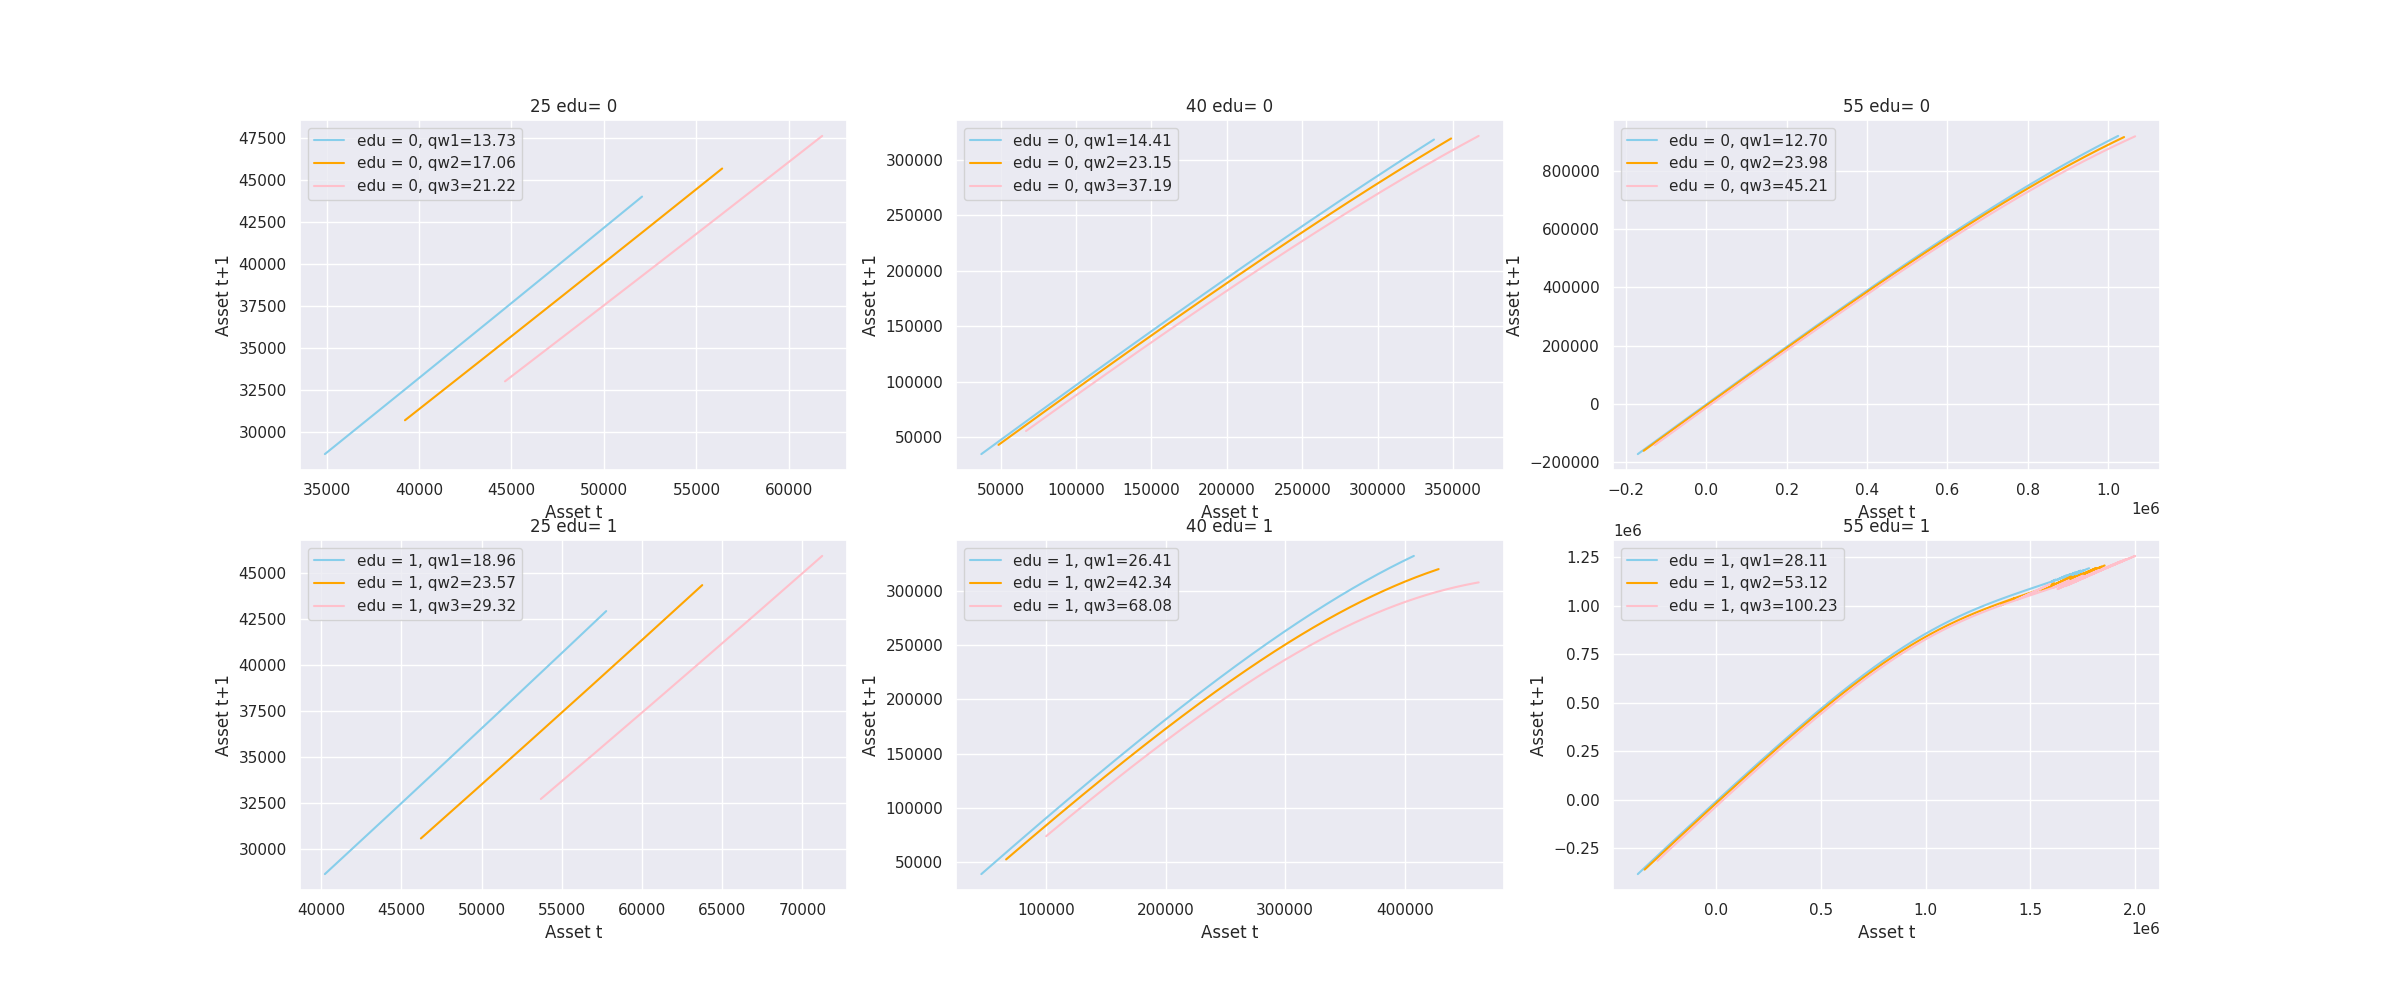 25 edu= 0
edu = 0, qw1=13.73
edu = 0, qw2=17.06
edu = 0, qw3=21.22
47500
45000
42500
40000
37500
35000
32500
30000
Asset t+1
35000 40000 45000 50000 55000 60000
Asset t
40 edu= 0
edu = 0, qw1=14.41
edu = 0, qw2=23.15
edu = 0, qw3=37.19
300000
250000
200000
150000
100000
50000
Asset t+1
50000 100000 150000 200000 250000 300000 350000
Asset t
55 edu= 0
edu = 0, qw1=12.70
edu = 0, qw2=23.98
edu = 0, qw3=45.21
800000
600000
400000
200000
0
−200000
Asset t+1
−0.2 0.0 0.2 0.4 0.6 0.8 1.0
1e6
Asset t
25 edu= 1
edu = 1, qw1=18.96
edu = 1, qw2=23.57
edu = 1, qw3=29.32
45000
42500
40000
37500
35000
32500
30000
Asset t+1
40000 45000 50000 55000 60000 65000 70000
Asset t
40 edu= 1
edu = 1, qw1=26.41
edu = 1, qw2=42.34
edu = 1, qw3=68.08
300000
250000
200000
150000
100000
50000
Asset t+1
100000 200000 300000 400000
Asset t
55 edu= 1
1e6
edu = 1, qw1=28.11
edu = 1, qw2=53.12
edu = 1, qw3=100.23
1.25
1.00
0.75
0.50
0.25
0.00
−0.25
Asset t+1
0.0 0.5 1.0 1.5 2.0
1e6
Asset t